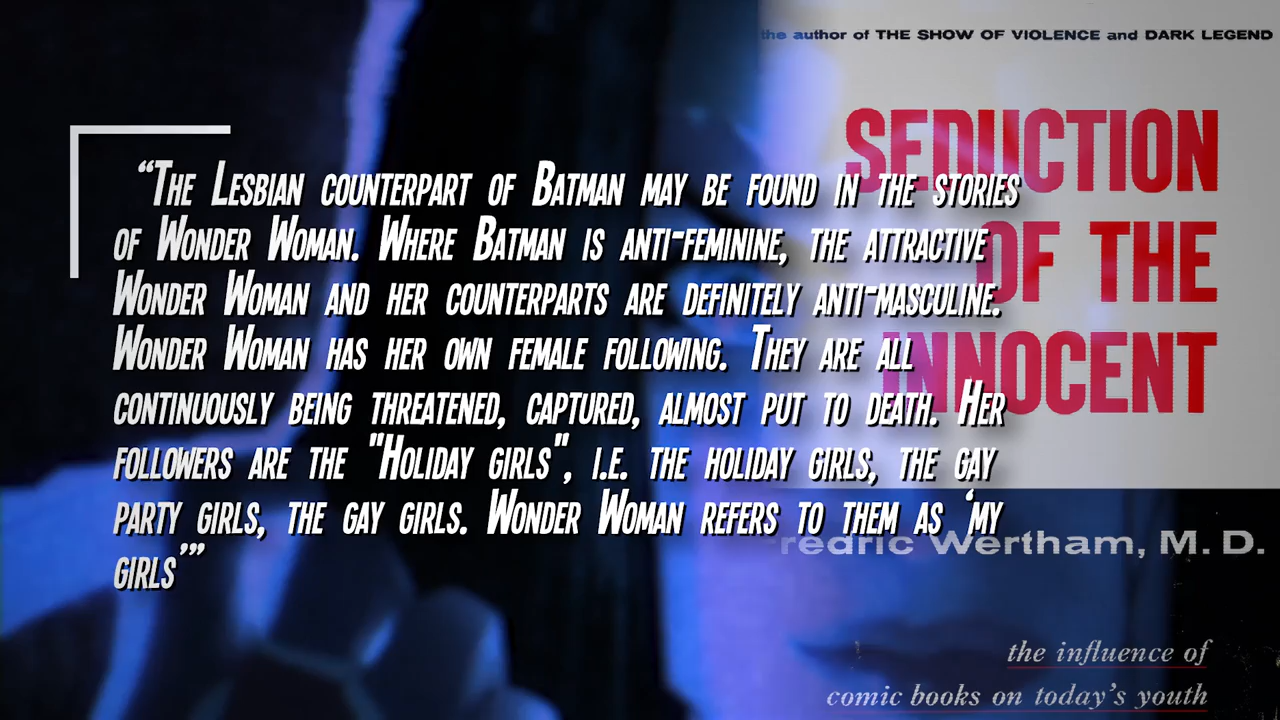 the author of THE SHOW OF VIOLENCE and DARK LEGEND
SEDUCTION
OF THE
INNOCENT
“The Lesbian counterpart of Batman may be found in the stories
of Wonder Woman. Where Batman is anti-feminine, the attractive
Wonder Woman and her counterparts are definitely anti-masculine.
Wonder Woman has her own female following. They are all
continuously being threatened, captured, almost put to death. Her
followers are the "Holiday girls", i.e. the holiday girls, the gay
party girls, the gay girls. Wonder Woman refers to them as ‘my
girls’”
redric Wertham, M. D.
the influence of
comic books on today’s youth